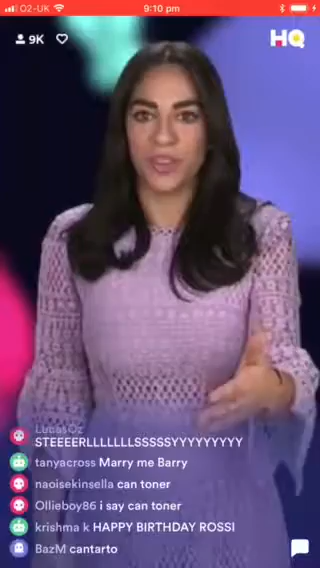 O2-UK
9:10 pm
9K
HQ
LucasOz
STEEEERLLLLLLLSSSSSYYYYYYYYY
tanyacross Marry me Barry
naoisekinsella can toner
Ollieboy86 i say can toner
krishma k HAPPY BIRTHDAY ROSSI
BazM cantarto